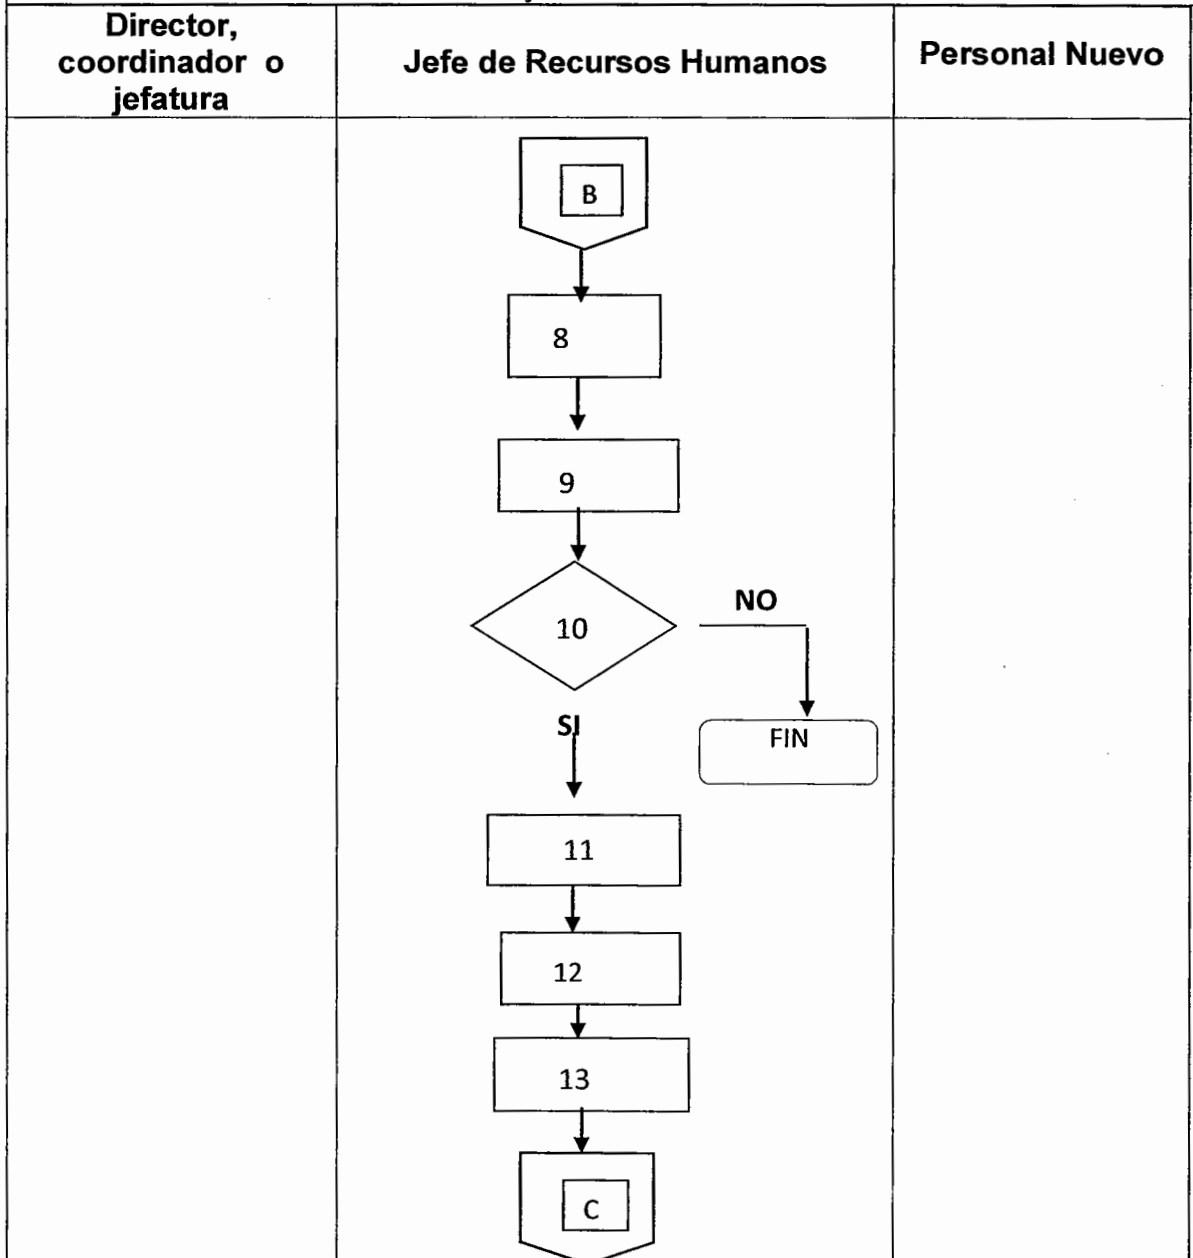 Director,
coordinador o
jefatura
Jefe de Recursos Humanos
Personal Nuevo
B
8
9
10
NO
SI
FIN
11
12
13
C